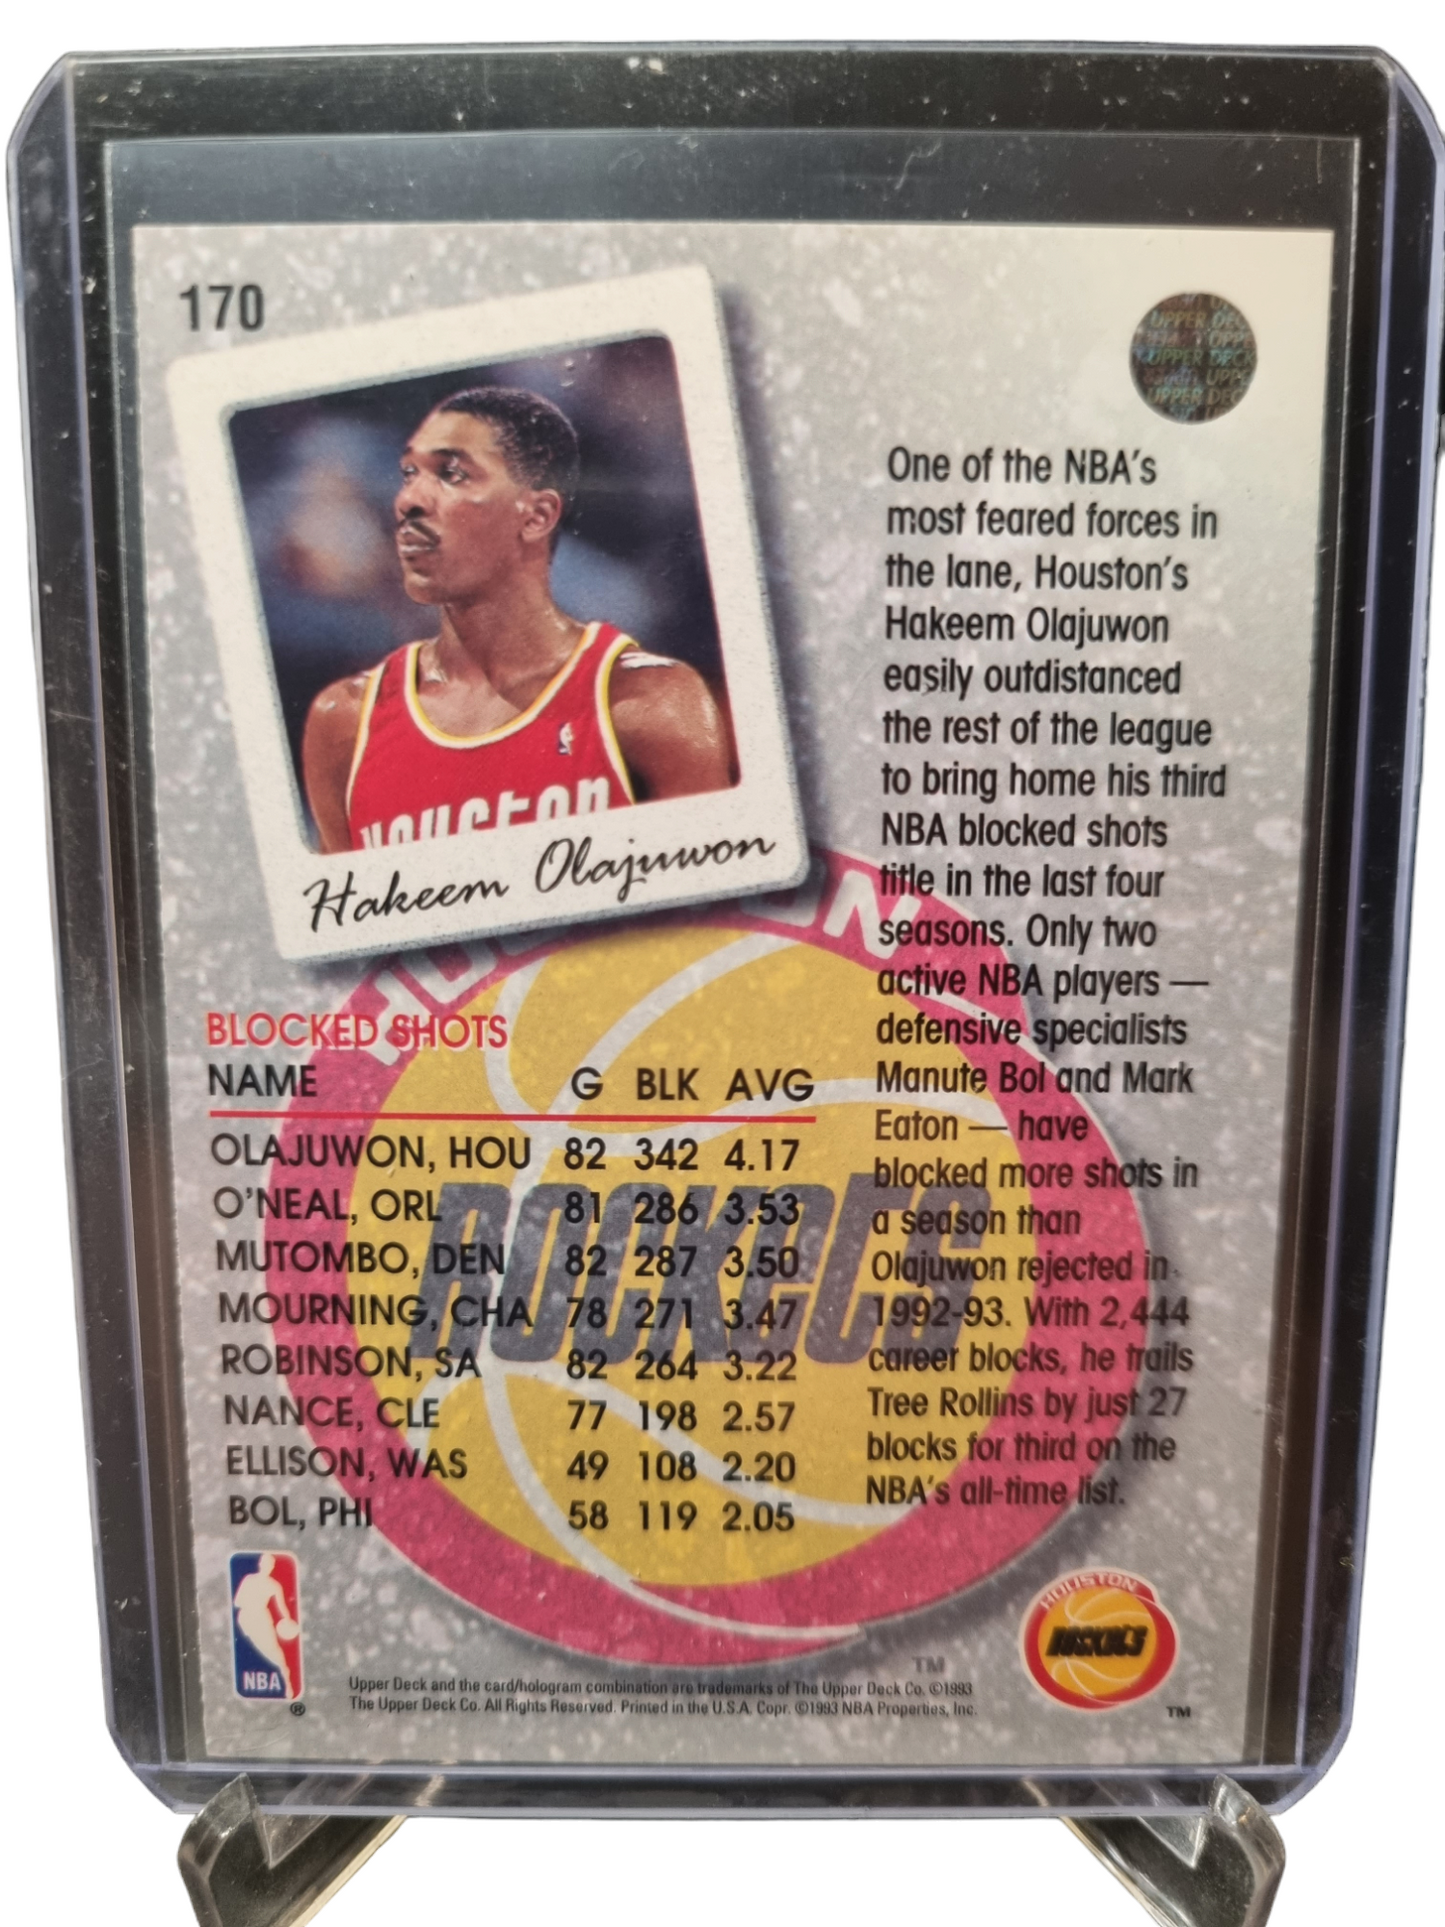 170
UPPER DECK
HOUSTON
Hakeem Olajuwon
One of the NBA's
most feared forces in
the lane, Houston's
Hakeem Olajuwon
easily outdistanced
the rest of the league
to bring home his third
NBA blocked shots
title in the last four
seasons. Only two
active NBA players —
defensive specialists
Manute Bol and Mark
Eaton — have
blocked more shots in
a season than
Olajuwon rejected in
1992-93. With 2,444
career blocks, he trails
Tree Rollins by just 27
blocks for third on the
NBA's all-time list.
HOUSTON
ROCKETS
BLOCKED SHOTS
NAME G BLK AVG
OLAJUWON, HOU 82 342 4.17
O'NEAL, ORL 81 286 3.53
MUTOMBO, DEN 82 287 3.50
MOURNING, CHA 78 271 3.47
ROBINSON, SA 82 264 3.22
NANCE, CLE 77 198 2.57
ELLISON, WAS 49 108 2.20
BOL, PHI 58 119 2.05
NBA
®
TM
HOUSTON
ROCKETS
TM
Upper Deck and the card/hologram combination are trademarks of The Upper Deck Co. ©1993
The Upper Deck Co. All Rights Reserved. Printed in the U.S.A. Copr. ©1993 NBA Properties, Inc.